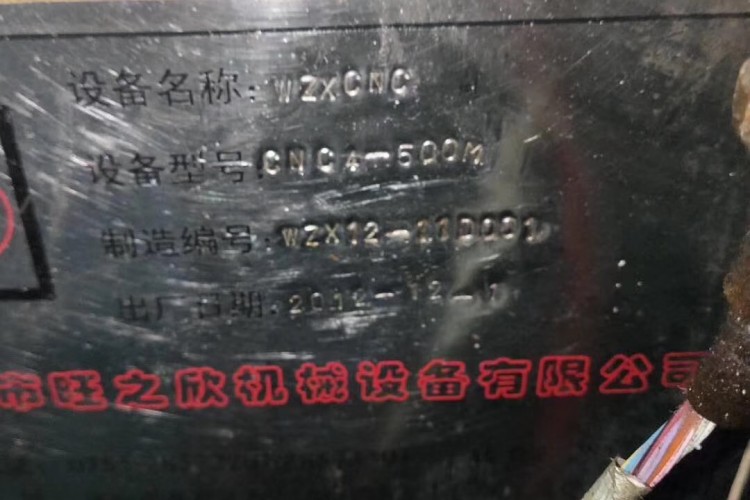 设备名称: WZXCNC
设备型号: CNC4-500M
制造编号: WZX12-11D001
出厂日期: 2012-12-1
市旺之欣机械设备有限公司